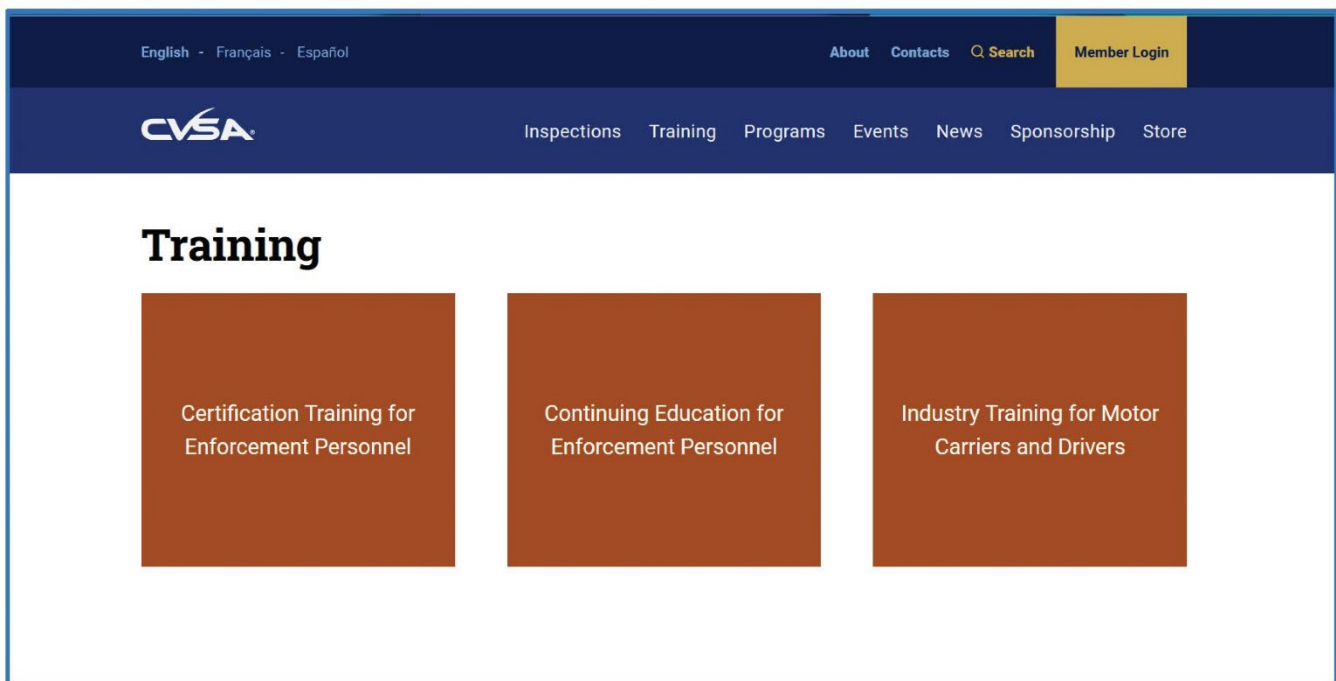 English - Français - Español
About Contacts Search Member Login
CVSA®
Inspections Training Programs Events News Sponsorship Store
Training
Certification Training for
Enforcement Personnel
Continuing Education for
Enforcement Personnel
Industry Training for Motor
Carriers and Drivers